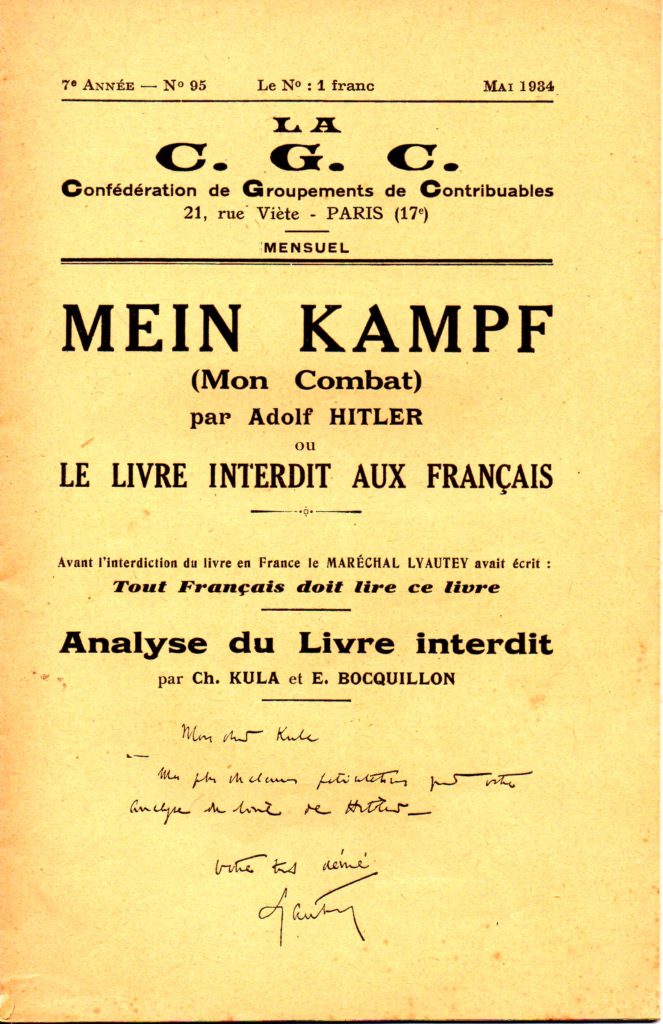 7e ANNÉE — No 95 Le No : 1 franc MAI 1934
LA
C. G. C.
Confédération de Groupements de Contribuables
21, rue Viète - PARIS (17e)
MENSUEL
MEIN KAMPF
(Mon Combat)
par Adolf HITLER
ou
LE LIVRE INTERDIT AUX FRANÇAIS
Avant l'interdiction du livre en France le MARÉCHAL LYAUTEY avait écrit :
Tout Français doit lire ce livre
Analyse du Livre interdit
par Ch. KULA et E. BOCQUILLON
Mon cher Kula
Mes plus chaleureuses félicitations pour votre
analyse du livre de Hitler —
Votre très dévoué
Lyautey